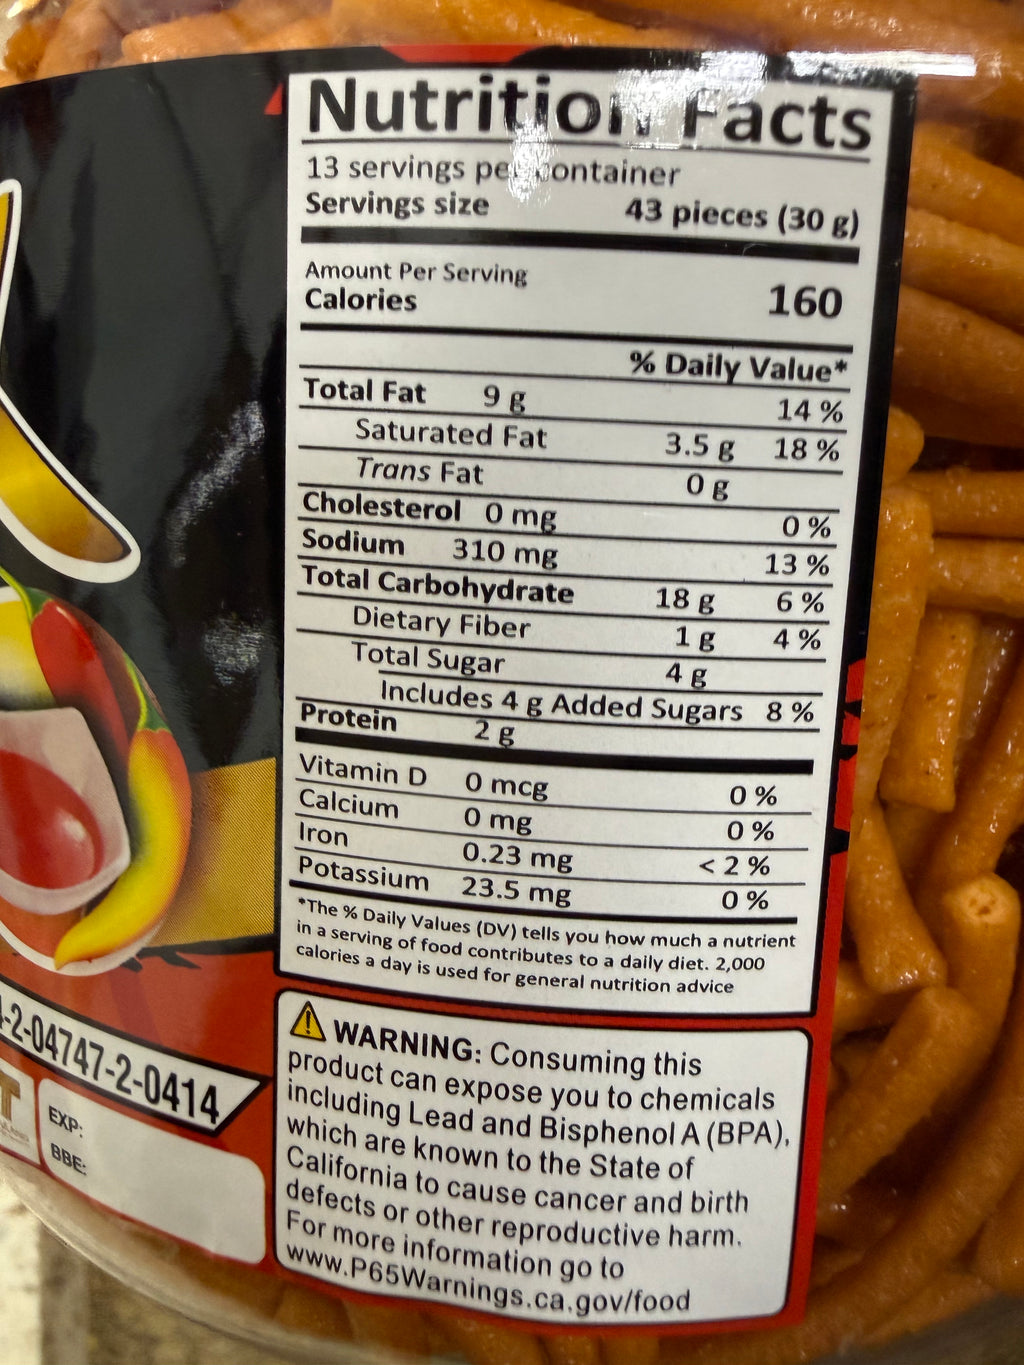 Nutrition Facts
13 servings per container
Servings size 43 pieces (30 g)
Amount Per Serving
Calories 160
% Daily Value*
Total Fat 9 g 14 %
Saturated Fat 3.5 g 18 %
Trans Fat 0 g
Cholesterol 0 mg 0 %
Sodium 310 mg 13 %
Total Carbohydrate 18 g 6 %
Dietary Fiber 1 g 4 %
Total Sugar 4 g
Includes 4 g Added Sugars 8 %
Protein 2 g
Vitamin D 0 mcg 0 %
Calcium 0 mg 0 %
Iron 0.23 mg < 2 %
Potassium 23.5 mg 0 %
*The % Daily Values (DV) tells you how much a nutrient
in a serving of food contributes to a daily diet. 2,000
calories a day is used for general nutrition advice
WARNING: Consuming this
product can expose you to chemicals
including Lead and Bisphenol A (BPA),
which are known to the State of
California to cause cancer and birth
defects or other reproductive harm.
For more information go to
www.P65Warnings.ca.gov/food
-2-04747-2-0414
T
EXP:
BBE: